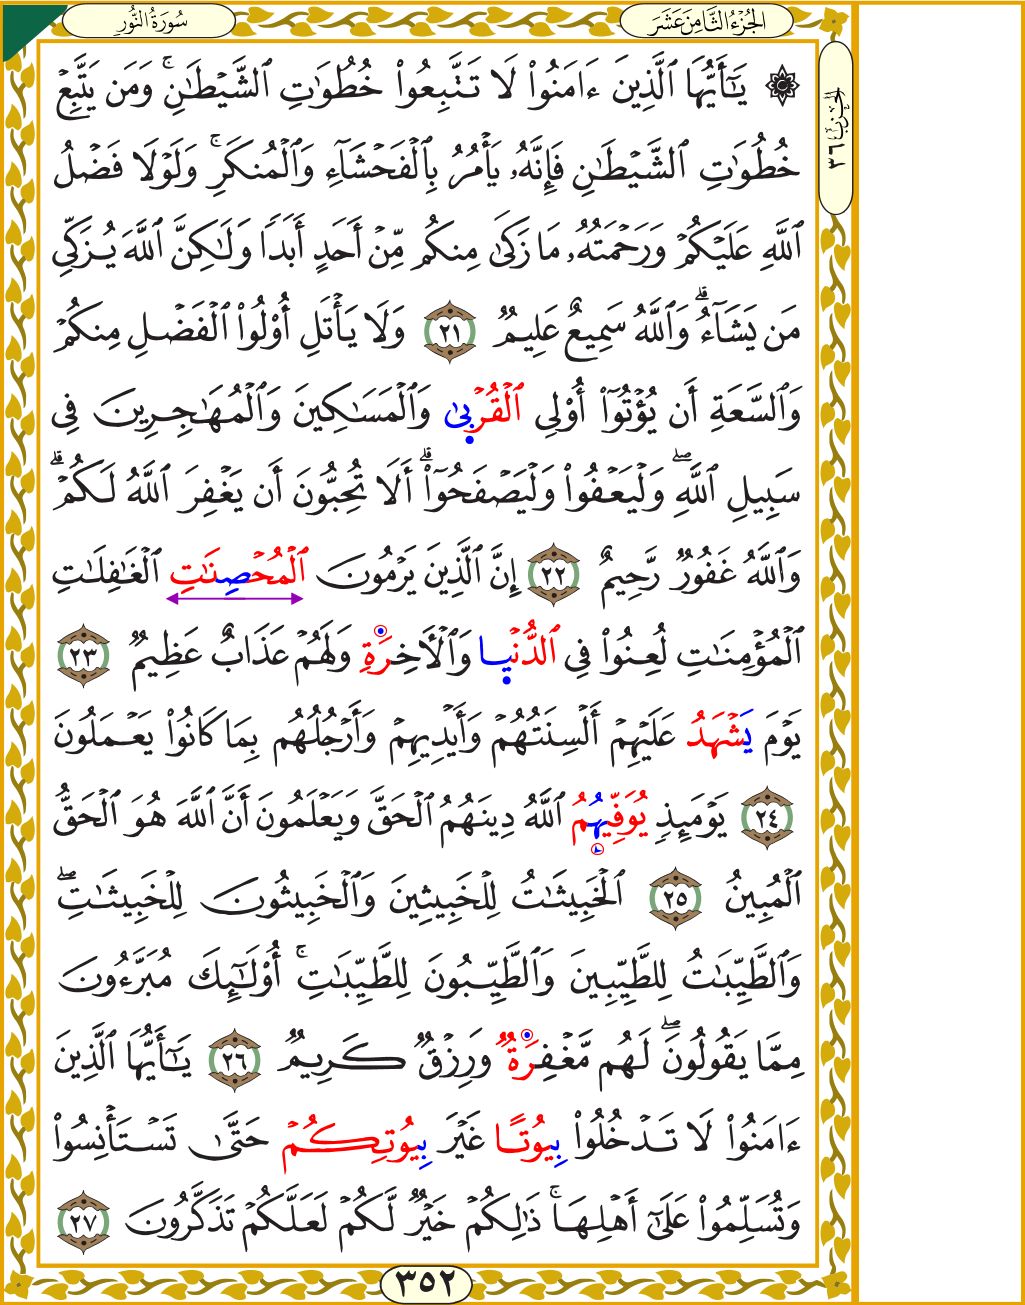 سُورَةُ النُّورِ
الجُزْءُ الثَّامِنَ عَشَرَ
الحِزْبُ ٣٦
۞ يَـٰٓأَيُّهَا ٱلَّذِينَ ءَامَنُوا۟ لَا تَتَّبِعُوا۟ خُطُوَٰتِ ٱلشَّيْطَـٰنِ ۚ وَمَن يَتَّبِعْ
خُطُوَٰتِ ٱلشَّيْطَـٰنِ فَإِنَّهُۥ يَأْمُرُ بِٱلْفَحْشَآءِ وَٱلْمُنكَرِ ۚ وَلَوْلَا فَضْلُ
ٱللَّهِ عَلَيْكُمْ وَرَحْمَتُهُۥ مَا زَكَىٰ مِنكُم مِّنْ أَحَدٍ أَبَدًا وَلَـٰكِنَّ ٱللَّهَ يُزَكِّى
مَن يَشَآءُ ۗ وَٱللَّهُ سَمِيعٌ عَلِيمٌ ٢١ وَلَا يَأْتَلِ أُو۟لُوا۟ ٱلْفَضْلِ مِنكُمْ
وَٱلسَّعَةِ أَن يُؤْتُوٓا۟ أُو۟لِى ٱلْقُرْبِىٰ وَٱلْمَسَـٰكِينَ وَٱلْمُهَـٰجِرِينَ فِى
سَبِيلِ ٱللَّهِ ۖ وَلْيَعْفُوا۟ وَلْيَصْفَحُوٓا۟ ۗ أَلَا تُحِبُّونَ أَن يَغْفِرَ ٱللَّهُ لَكُمْ ۗ
وَٱللَّهُ غَفُورٌ رَّحِيمٌ ٢٢ إِنَّ ٱلَّذِينَ يَرْمُونَ ٱلْمُحْصِنَـٰتِ ٱلْغَـٰفِلَـٰتِ
ٱلْمُؤْمِنَـٰتِ لُعِنُوا۟ فِى ٱلدُّنْيـا وَٱلْـَٔاخِرَةِ وَلَهُمْ عَذَابٌ عَظِيمٌ ٢٣
يَوْمَ يَشْهَدُ عَلَيْهِمْ أَلْسِنَتُهُمْ وَأَيْدِيهِمْ وَأَرْجُلُهُم بِمَا كَانُوا۟ يَعْمَلُونَ
٢٤ يَوْمَئِذٍ يُوَفِّيهُمُ ٱللَّهُ دِينَهُمُ ٱلْحَقَّ وَيَعْلَمُونَ أَنَّ ٱللَّهَ هُوَ ٱلْحَقُّ
ٱلْمُبِينُ ٢٥ ٱلْخَبِيثَـٰتُ لِلْخَبِيثِينَ وَٱلْخَبِيثُونَ لِلْخَبِيثَـٰتِ ۖ
وَٱلطَّيِّبَـٰتُ لِلطَّيِّبِينَ وَٱلطَّيِّبُونَ لِلطَّيِّبَـٰتِ ۚ أُو۟لَـٰٓئِكَ مُبَرَّءُونَ
مِمَّا يَقُولُونَ ۖ لَهُم مَّغْفِرَةٌ وَرِزْقٌ كَرِيمٌ ٢٦ يَـٰٓأَيُّهَا ٱلَّذِينَ
ءَامَنُوا۟ لَا تَدْخُلُوا۟ بِيُوتًا غَيْرَ بِيُوتِكُمْ حَتَّىٰ تَسْتَأْنِسُوا۟
وَتُسَلِّمُوا۟ عَلَىٰٓ أَهْلِهَا ۚ ذَٰلِكُمْ خَيْرٌ لَّكُمْ لَعَلَّكُمْ تَذَكَّرُونَ ٢٧
٣٥٢